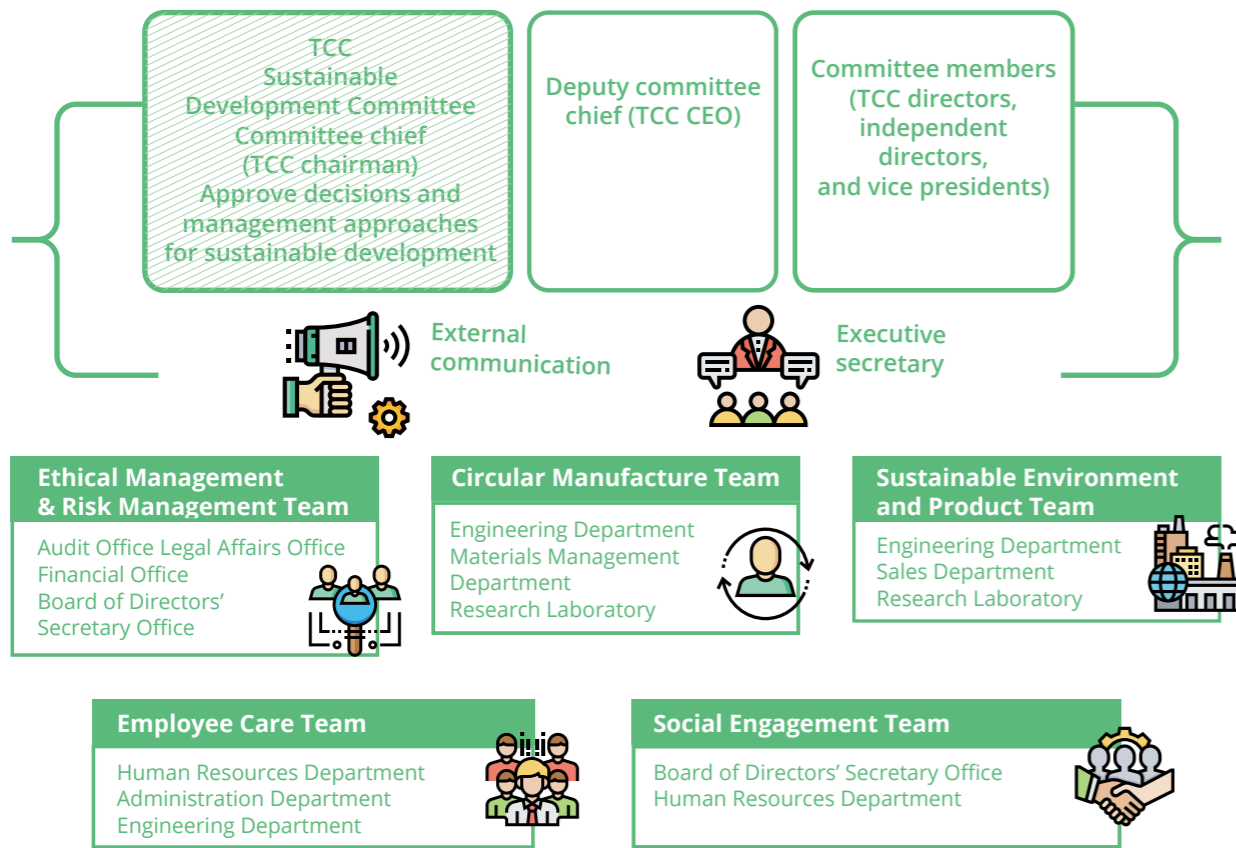 TCC
Sustainable
Development Committee
Committee chief
(TCC chairman)
Approve decisions and
management approaches
for sustainable development
Deputy committee
chief (TCC CEO)
Committee members
(TCC directors,
independent
directors,
and vice presidents)
External
communication
Executive
secretary
Ethical Management
& Risk Management Team
Audit Office Legal Affairs Office
Financial Office
Board of Directors’
Secretary Office
Circular Manufacture Team
Engineering Department
Materials Management
Department
Research Laboratory
Sustainable Environment
and Product Team
Engineering Department
Sales Department
Research Laboratory
Employee Care Team
Human Resources Department
Administration Department
Engineering Department
Social Engagement Team
Board of Directors’ Secretary Office
Human Resources Department